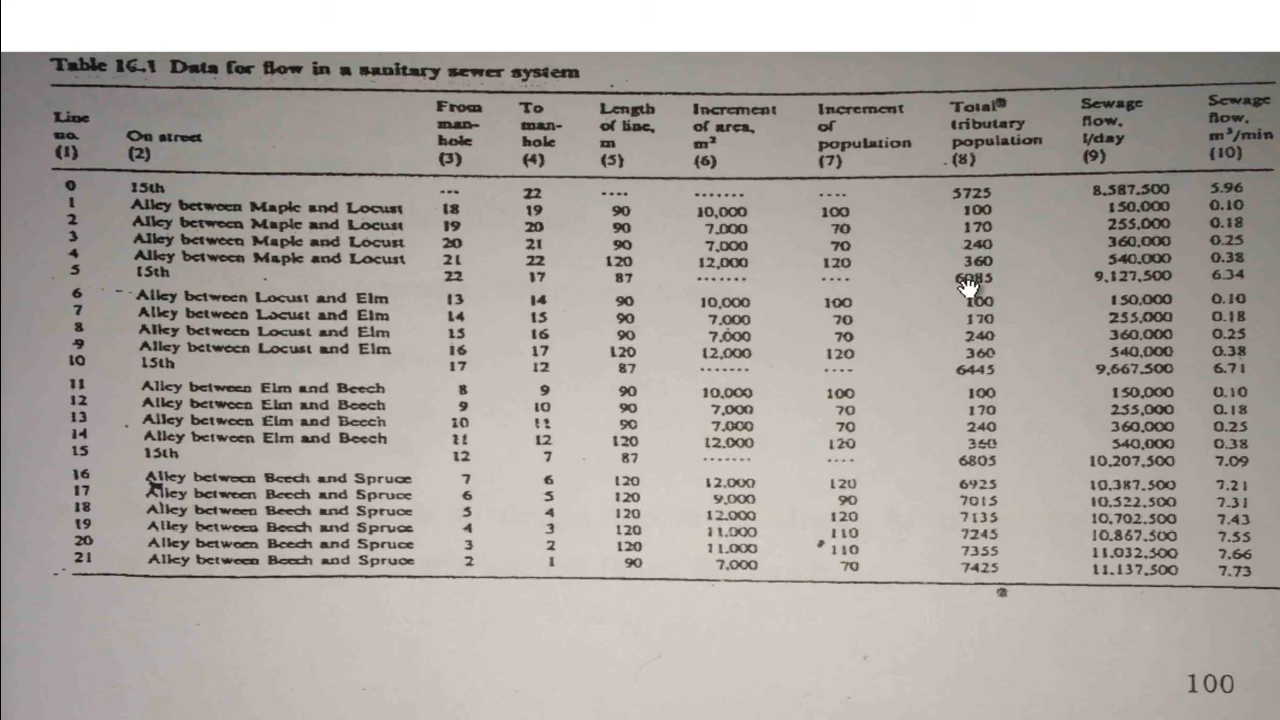 Table 16.1 Data for flow in a sanitary sewer system
Line no. (1) On street (2) From man-hole (3) To man-hole (4) Length of line, m (5) Increment of area, m² (6) Increment of population (7) Total@ tributary population (8) Sewage flow, l/day (9) Sewage flow, m³/min (10)
0 15th ... 22 .... ....... .... 5725 8,587,500 5.96
1 Alley between Maple and Locust 18 19 90 10,000 100 100 150,000 0.10
2 Alley between Maple and Locust 19 20 90 7,000 70 170 255,000 0.18
3 Alley between Maple and Locust 20 21 90 7,000 70 240 360,000 0.25
4 Alley between Maple and Locust 21 22 120 12,000 120 360 540,000 0.38
5 15th 22 17 87 ....... .... 6085 9,127,500 6.34
6 Alley between Locust and Elm 13 14 90 10,000 100 100 150,000 0.10
7 Alley between Locust and Elm 14 15 90 7,000 70 170 255,000 0.18
8 Alley between Locust and Elm 15 16 90 7,000 70 240 360,000 0.25
9 Alley between Locust and Elm 16 17 120 12,000 120 360 540,000 0.38
10 15th 17 12 87 ....... .... 6445 9,667,500 6.71
11 Alley between Elm and Beech 8 9 90 10,000 100 100 150,000 0.10
12 Alley between Elm and Beech 9 10 90 7,000 70 170 255,000 0.18
13 Alley between Elm and Beech 10 11 90 7,000 70 240 360,000 0.25
14 Alley between Elm and Beech 11 12 120 12,000 120 360 540,000 0.38
15 15th 12 7 87 ....... .... 6805 10,207,500 7.09
16 Alley between Beech and Spruce 7 6 120 12,000 120 6925 10,387,500 7.21
17 Alley between Beech and Spruce 6 5 120 9,000 90 7015 10,522,500 7.31
18 Alley between Beech and Spruce 5 4 120 12,000 120 7135 10,702,500 7.43
19 Alley between Beech and Spruce 4 3 120 11,000 110 7245 10,867,500 7.55
20 Alley between Beech and Spruce 3 2 120 11,000 110 7355 11,032,500 7.66
21 Alley between Beech and Spruce 2 1 90 7,000 70 7425 11,137,500 7.73
100